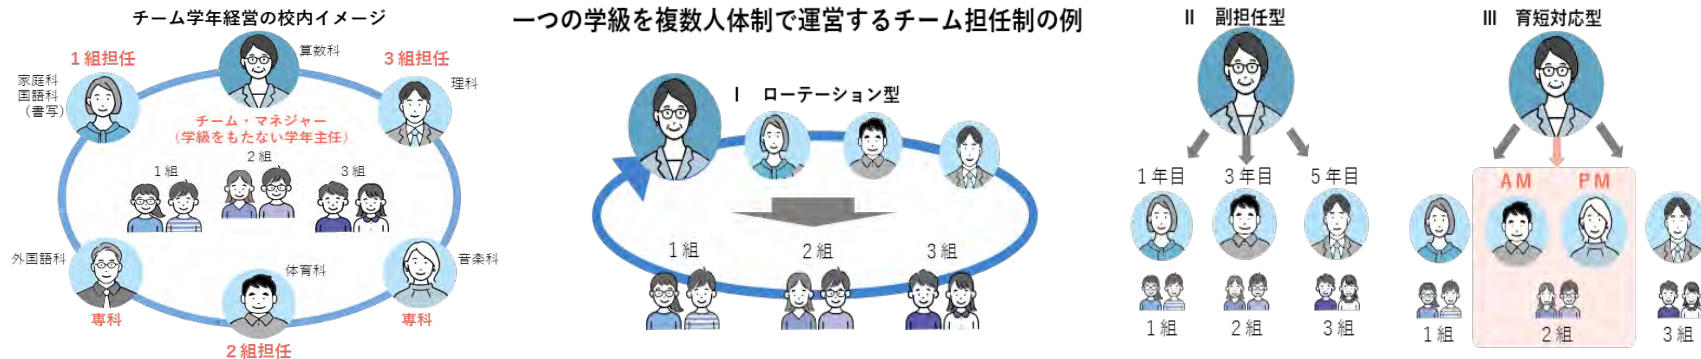 チーム学年経営の校内イメージ
1組担任
算数科
3組担任
家庭科
国語科
(書写)
理科
チーム・マネジャー
(学級をもたない学年主任)
1組
2組
3組
外国語科
体育科
音楽科
専科
専科
2組担任
一つの学級を複数人体制で運営するチーム担任制の例
Ⅰ ローテーション型
1組
2組
3組
Ⅱ 副担任型
1年目
3年目
5年目
1組
2組
3組
Ⅲ 育短対応型
AM
PM
1組
2組
3組